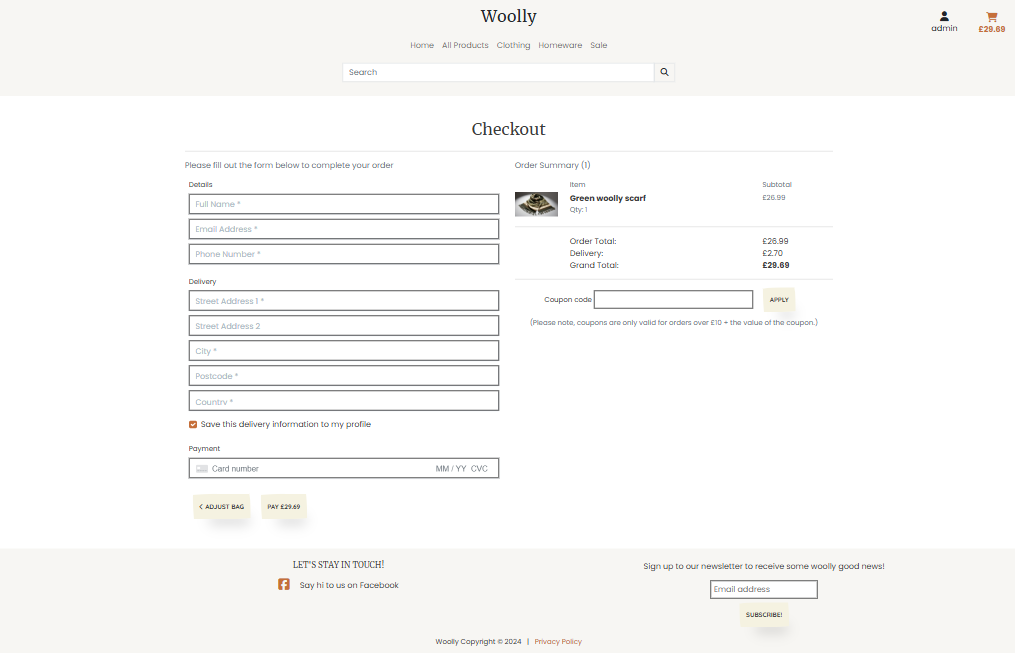 Woolly
admin
£29.69
Home All Products Clothing Homeware Sale
Search
Checkout
Please fill out the form below to complete your order
Details
Full Name *
Email Address *
Phone Number *
Delivery
Street Address 1 *
Street Address 2
City *
Postcode *
Country *
Save this delivery information to my profile
Payment
Card number MM / YY CVC
ADJUST BAG PAY £29.69
Order Summary (1)
Item Subtotal
Green woolly scarf £26.99
Qty: 1
Order Total: £26.99
Delivery: £2.70
Grand Total: £29.69
Coupon code APPLY
(Please note, coupons are only valid for orders over £10 + the value of the coupon.)
LET'S STAY IN TOUCH!
Say hi to us on Facebook
Sign up to our newsletter to receive some woolly good news!
Email address
SUBSCRIBE!
Woolly Copyright © 2024 | Privacy Policy